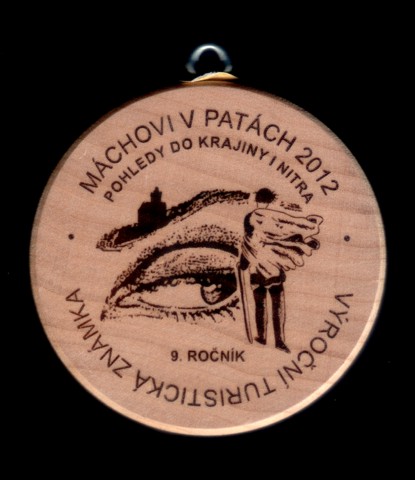 MÁCHOVI V PATÁCH 2012
POHLEDY DO KRAJINY I NITRA
9. ROČNÍK
VÝROČNÍ TURISTICKÁ ZNÁMKA